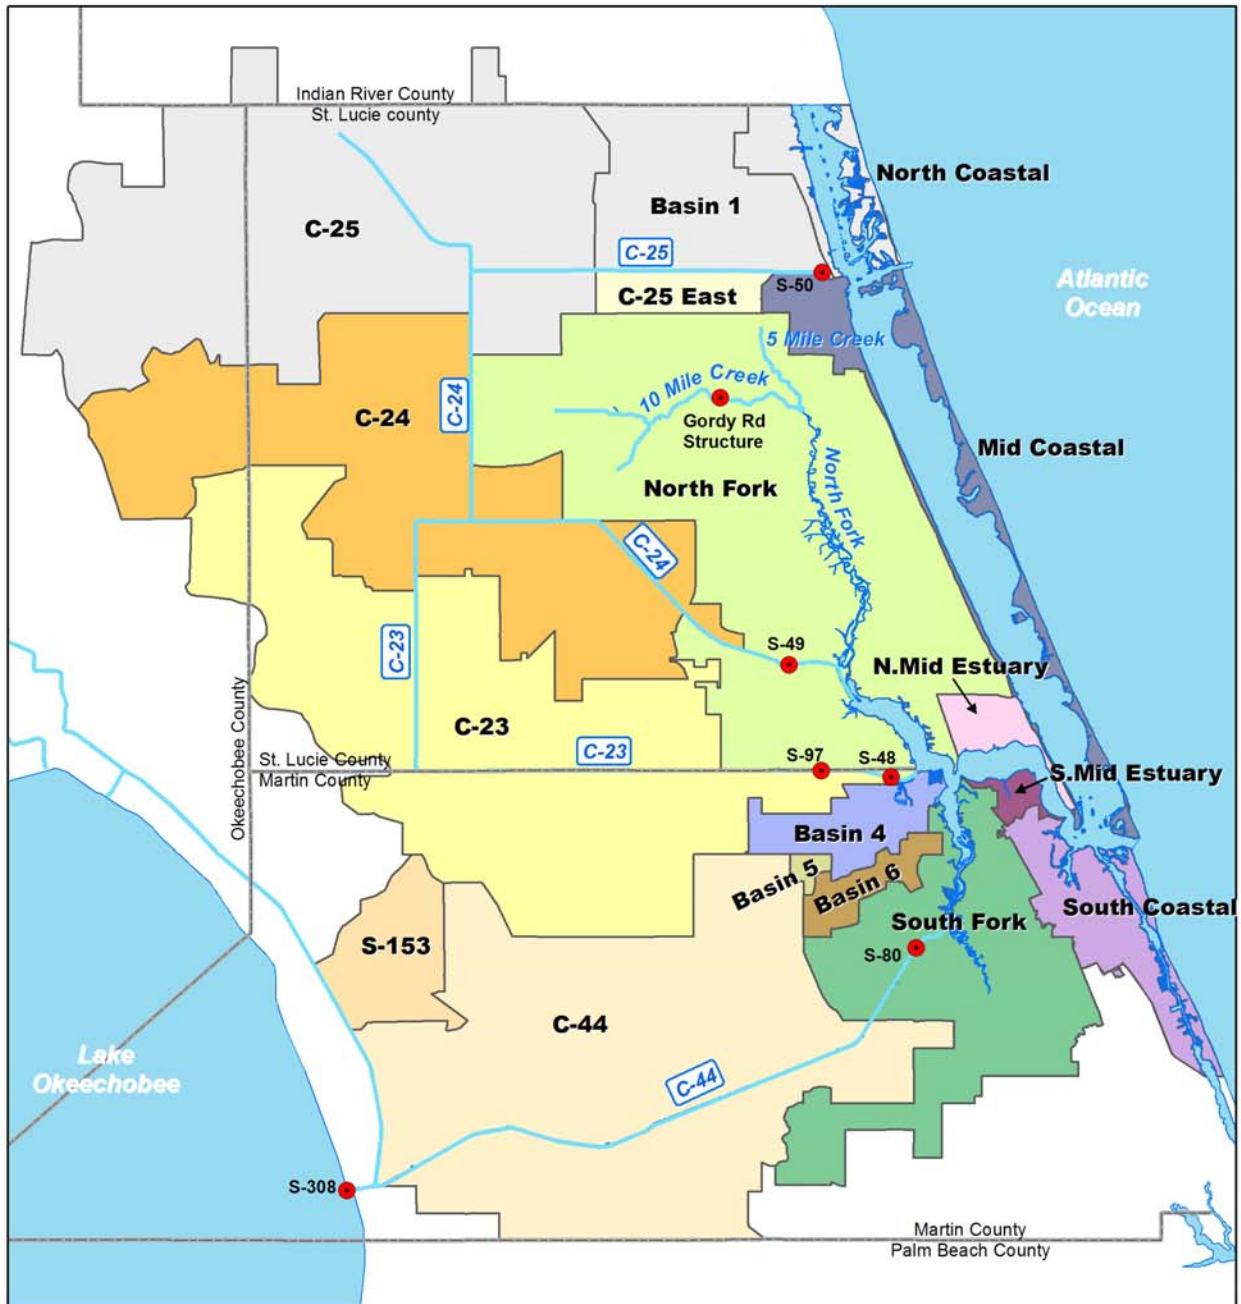 Indian River County
St. Lucie county
North Coastal
Basin 1
C-25
C-25
Atlantic
Ocean
S-50
C-25 East
5 Mile Creek
10 Mile Creek
C-24
C-24
Gordy Rd
Structure
Mid Coastal
North Fork
North Fork
C-24
S-49
C-23
N.Mid Estuary
Okeechobee County
C-23
C-23
St. Lucie County
Martin County
S-97
S-48
S.Mid Estuary
Basin 4
Basin 5
Basin 6
South Coastal
South Fork
S-153
S-80
C-44
Lake
Okeechobee
C-44
S-308
Martin County
Palm Beach County